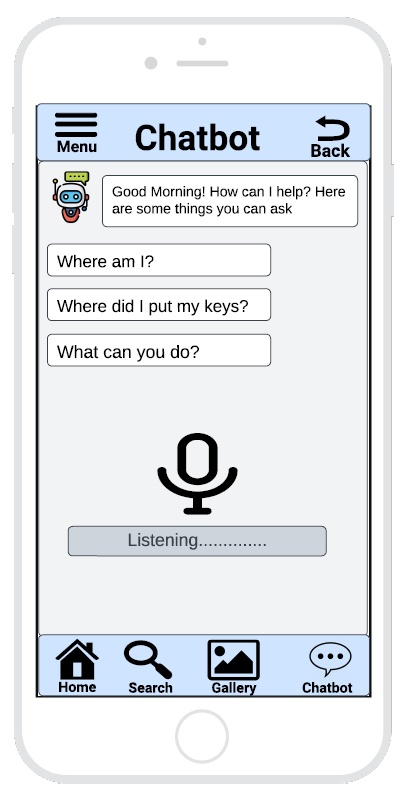 Menu
Chatbot
Back
Good Morning! How can I help? Here
are some things you can ask
Where am I?
Where did I put my keys?
What can you do?
Listening..............
Home
Search
Gallery
Chatbot